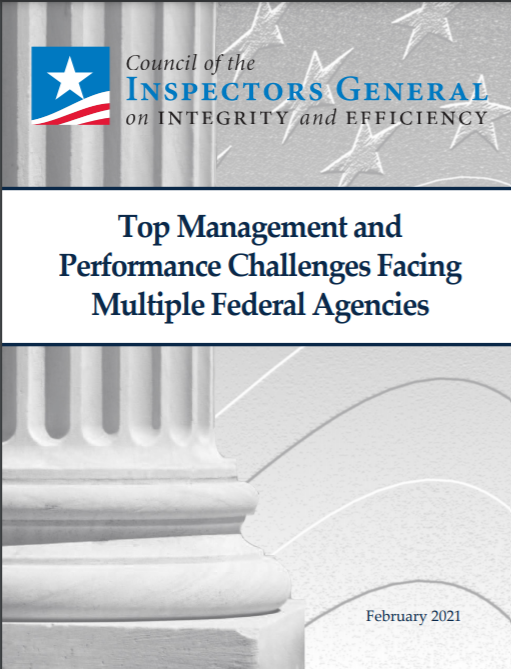 Council of the
INSPECTORS GENERAL
on INTEGRITY and EFFICIENCY
Top Management and
Performance Challenges Facing
Multiple Federal Agencies
February 2021